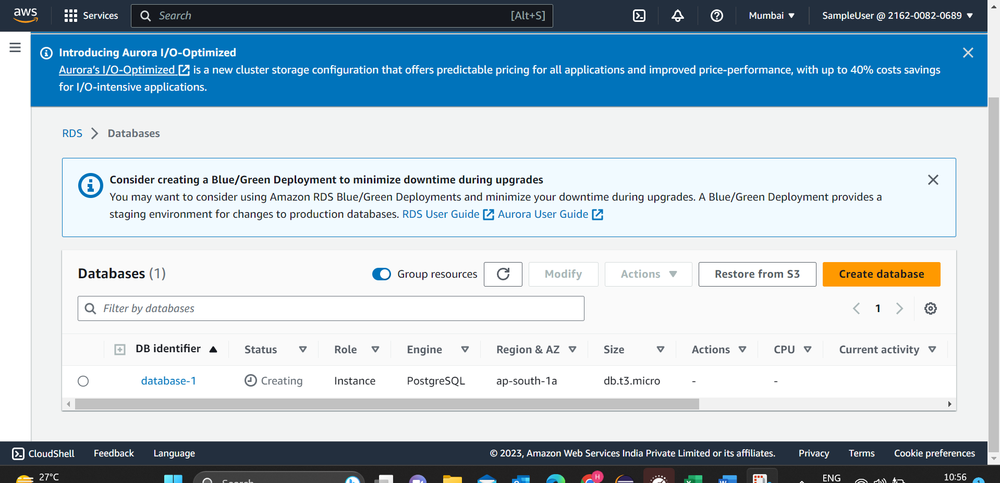 aws
Services
Search
[Alt+S]
Mumbai
SampleUser @ 2162-0082-0689
Introducing Aurora I/O-Optimized
Aurora's I/O-Optimized is a new cluster storage configuration that offers predictable pricing for all applications and improved price-performance, with up to 40% costs savings
for I/O-intensive applications.
RDS
Databases
Consider creating a Blue/Green Deployment to minimize downtime during upgrades
You may want to consider using Amazon RDS Blue/Green Deployments and minimize your downtime during upgrades. A Blue/Green Deployment provides a
staging environment for changes to production databases. RDS User Guide Aurora User Guide
Databases (1)
Group resources
Modify
Actions
Restore from S3
Create database
Filter by databases
1
DB identifier
Status
Role
Engine
Region & AZ
Size
Actions
CPU
Current activity
database-1
Creating
Instance
PostgreSQL
ap-south-1a
db.t3.micro
-
-
CloudShell
Feedback
Language
© 2023, Amazon Web Services India Private Limited or its affiliates.
Privacy
Terms
Cookie preferences
27°C
Search
H
ENG
10:56
1